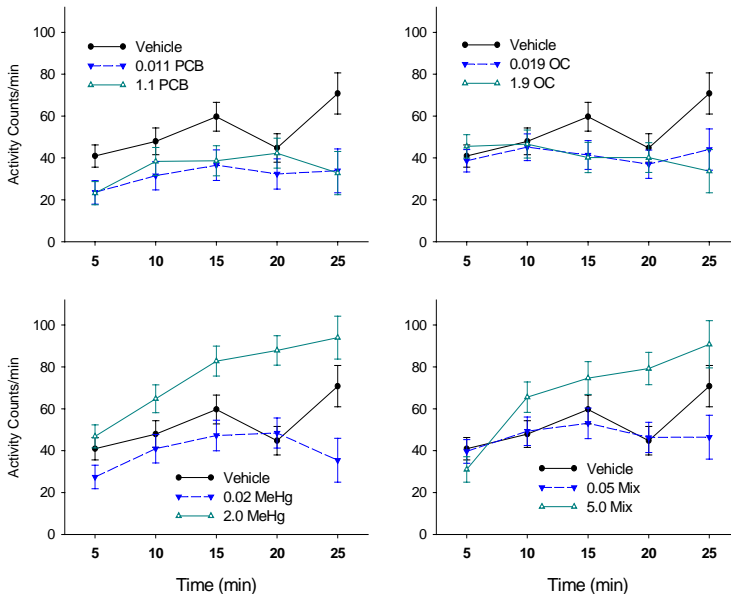 100
80
60
40
20
0
Activity Counts/min
Vehicle
0.011 PCB
1.1 PCB
5 10 15 20 25
100
80
60
40
20
0
Vehicle
0.019 OC
1.9 OC
5 10 15 20 25
100
80
60
40
20
0
Activity Counts/min
Vehicle
0.02 MeHg
2.0 MeHg
5 10 15 20 25
Time (min)
100
80
60
40
20
0
Vehicle
0.05 Mix
5.0 Mix
5 10 15 20 25
Time (min)